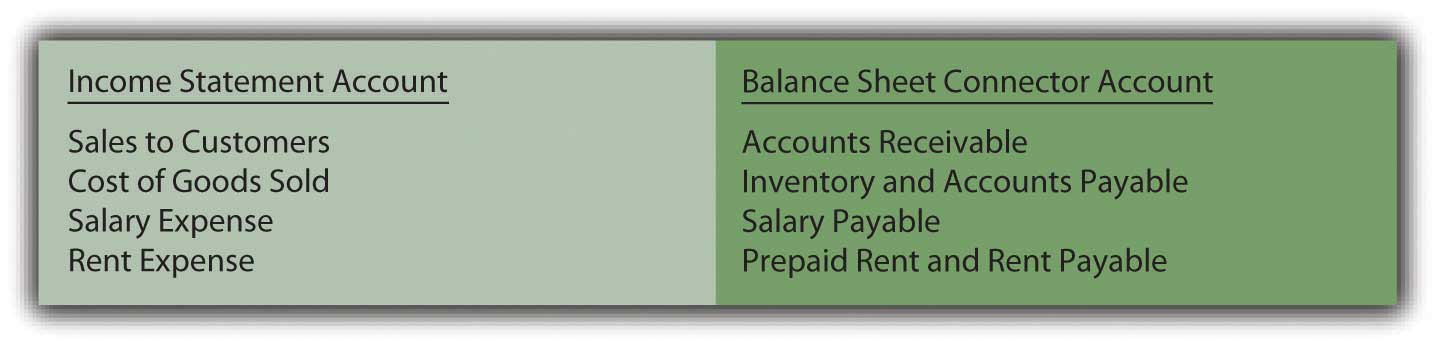 Income Statement Account
Sales to Customers
Cost of Goods Sold
Salary Expense
Rent Expense
Balance Sheet Connector Account
Accounts Receivable
Inventory and Accounts Payable
Salary Payable
Prepaid Rent and Rent Payable